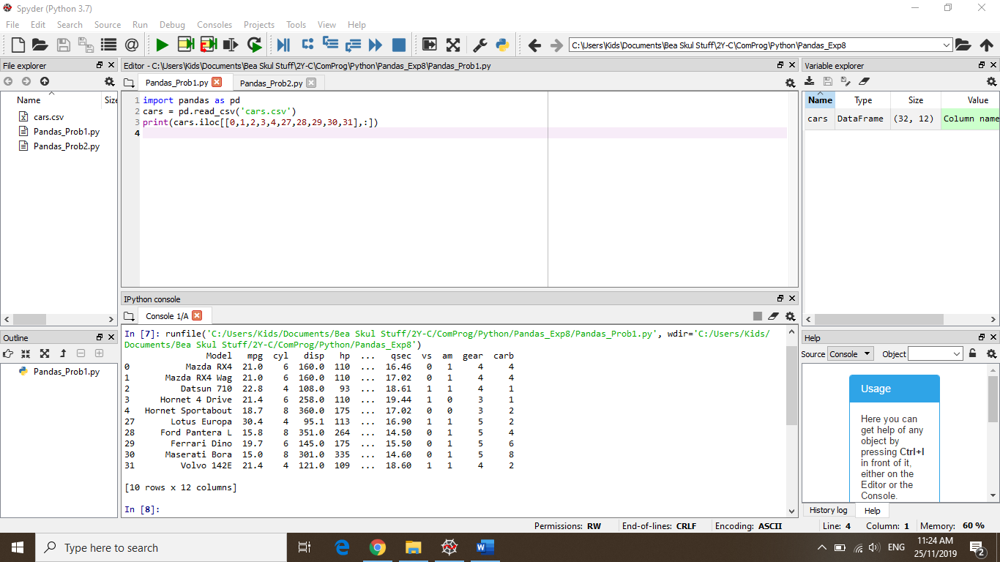 Spyder (Python 3.7)
File Edit Search Source Run Debug Consoles Projects Tools View Help
C:\Users\Kids\Documents\Bea Skul Stuff\2Y-C\ComProg\Python\Pandas_Exp8
File explorer
Name Size
cars.csv
Pandas_Prob1.py
Pandas_Prob2.py
Outline
Pandas_Prob1.py
Editor - C:\Users\Kids\Documents\Bea Skul Stuff\2Y-C\ComProg\Python\Pandas_Exp8\Pandas_Prob1.py
Pandas_Prob1.py Pandas_Prob2.py
1 import pandas as pd
2 cars = pd.read_csv('cars.csv')
3 print(cars.iloc[[0,1,2,3,4,27,28,29,30,31],:])
4
IPython console
Console 1/A
In [7]: runfile('C:/Users/Kids/Documents/Bea Skul Stuff/2Y-C/ComProg/Python/Pandas_Exp8/Pandas_Prob1.py', wdir='C:/Users/Kids/
Documents/Bea Skul Stuff/2Y-C/ComProg/Python/Pandas_Exp8')
Model mpg cyl disp hp ... qsec vs am gear carb
0 Mazda RX4 21.0 6 160.0 110 ... 16.46 0 1 4 4
1 Mazda RX4 Wag 21.0 6 160.0 110 ... 17.02 0 1 4 4
2 Datsun 710 22.8 4 108.0 93 ... 18.61 1 1 4 1
3 Hornet 4 Drive 21.4 6 258.0 110 ... 19.44 1 0 3 1
4 Hornet Sportabout 18.7 8 360.0 175 ... 17.02 0 0 3 2
27 Lotus Europa 30.4 4 95.1 113 ... 16.90 1 1 5 2
28 Ford Pantera L 15.8 8 351.0 264 ... 14.50 0 1 5 4
29 Ferrari Dino 19.7 6 145.0 175 ... 15.50 0 1 5 6
30 Maserati Bora 15.0 8 301.0 335 ... 14.60 0 1 5 8
31 Volvo 142E 21.4 4 121.0 109 ... 18.60 1 1 4 2
[10 rows x 12 columns]
In [8]:
Variable explorer
Name Type Size Value
cars DataFrame (32, 12) Column name
Help
Source Console Object
Usage
Here you can
get help of any
object by
pressing Ctrl+I
in front of it,
either on the
Editor or the
Console.
History log Help
Permissions: RW End-of-lines: CRLF Encoding: ASCII Line: 4 Column: 1 Memory: 60 %
Type here to search
ENG
11:24 AM
25/11/2019
2